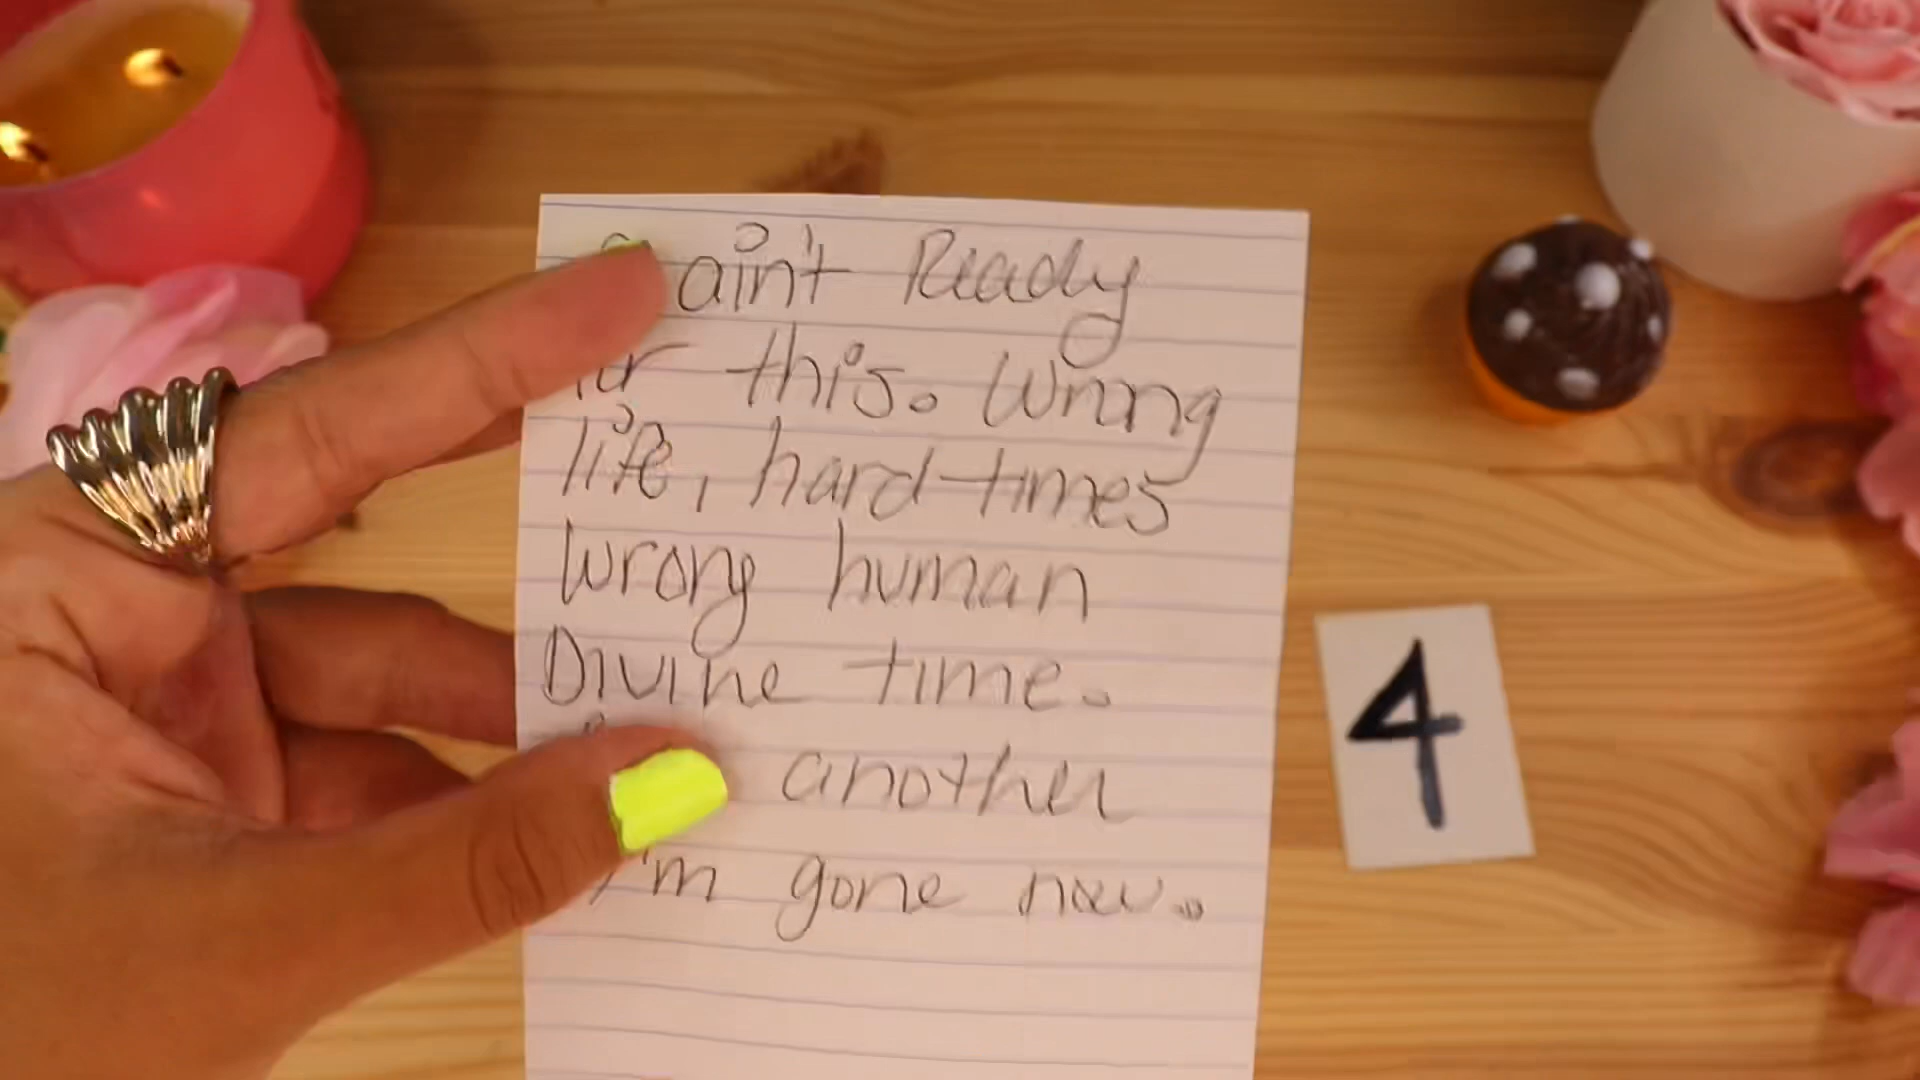 ain't Ready
this. Wrong
life, hard times
Wrong human
Divine time.
another
I'm gone now.
4